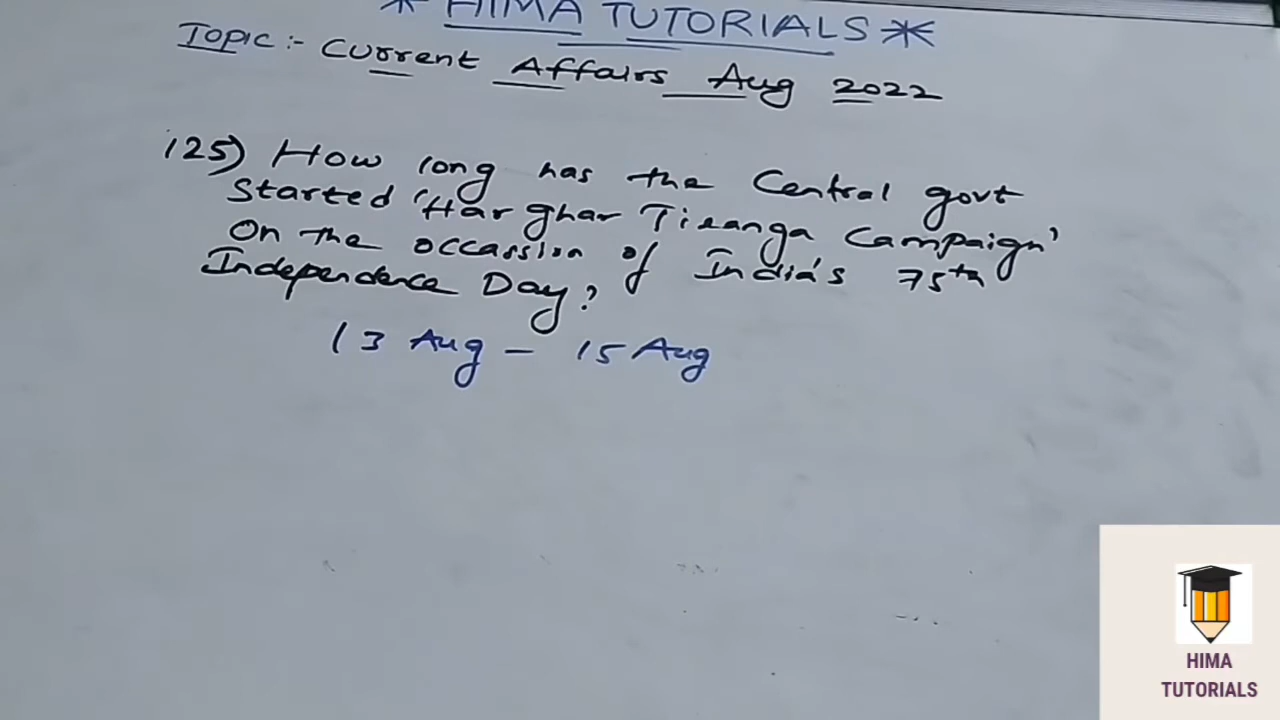 * HIMA TUTORIALS *
Topic:- Current Affairs Aug 2022
125) How long has the Central govt
Started 'Har ghar Tiranga Campaign'
On the occassion of India's 75th
Independence Day?
13 Aug - 15 Aug
HIMA
TUTORIALS